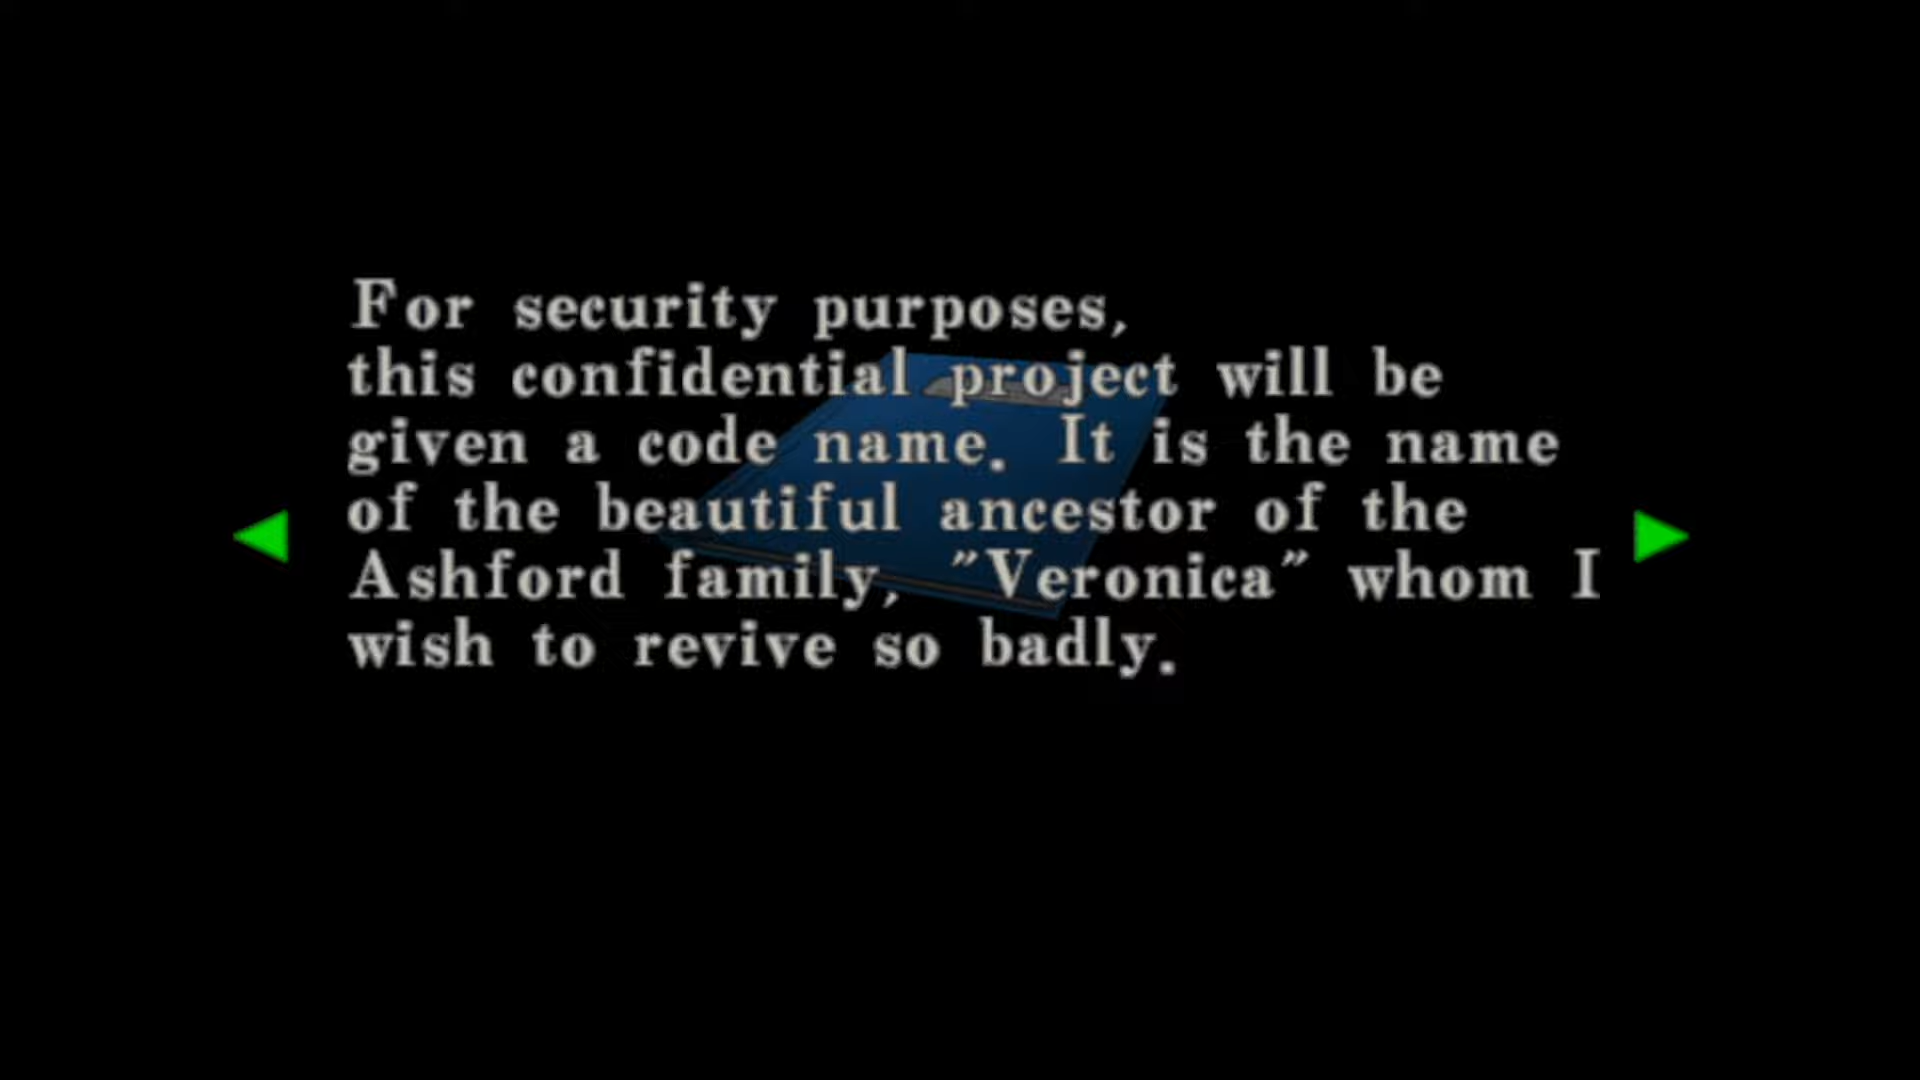 For security purposes,
this confidential project will be
given a code name. It is the name
of the beautiful ancestor of the
Ashford family, "Veronica" whom I
wish to revive so badly.